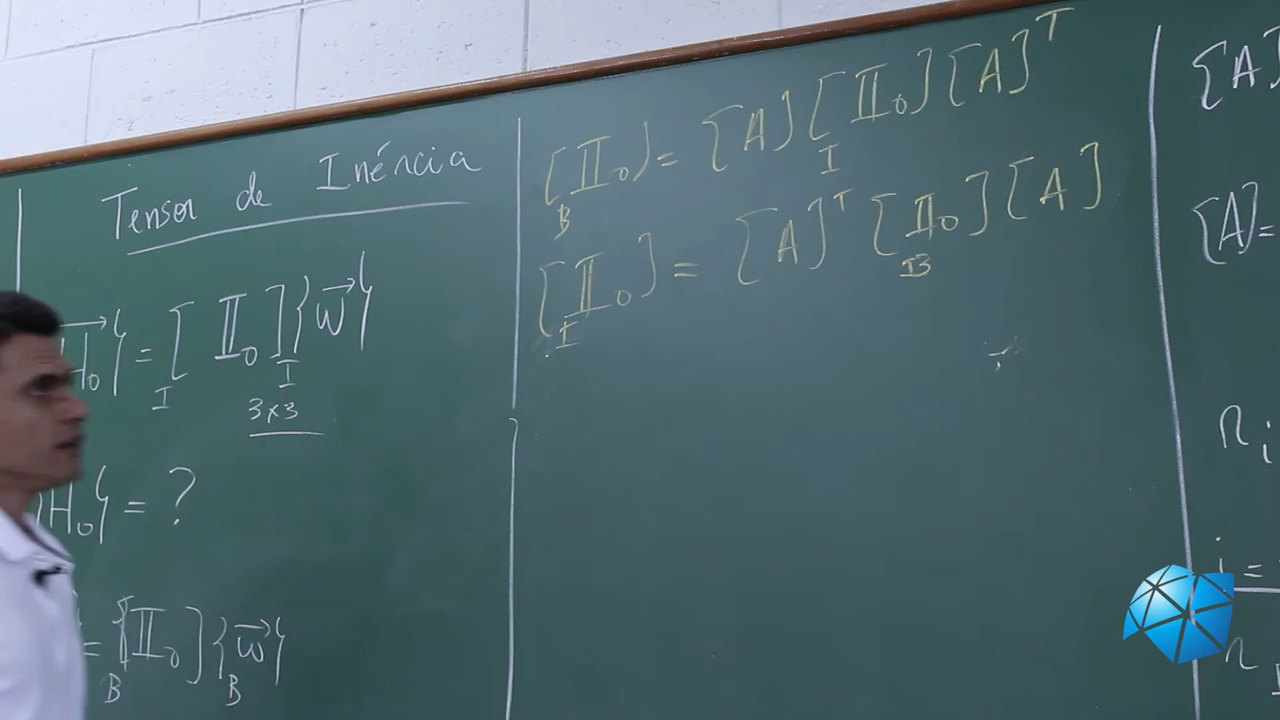 Tensor de Inércia
H₀} = [𝕀₀]{ω⃗}
I I
3x3
H₀} = ?
= [𝕀₀]{ω⃗}
B B
[𝕀₀] = [A][𝕀₀][A]ᵀ
B I
[𝕀₀] = [A]ᵀ[𝕀₀][A]
I B
[A]
[A]=
i =